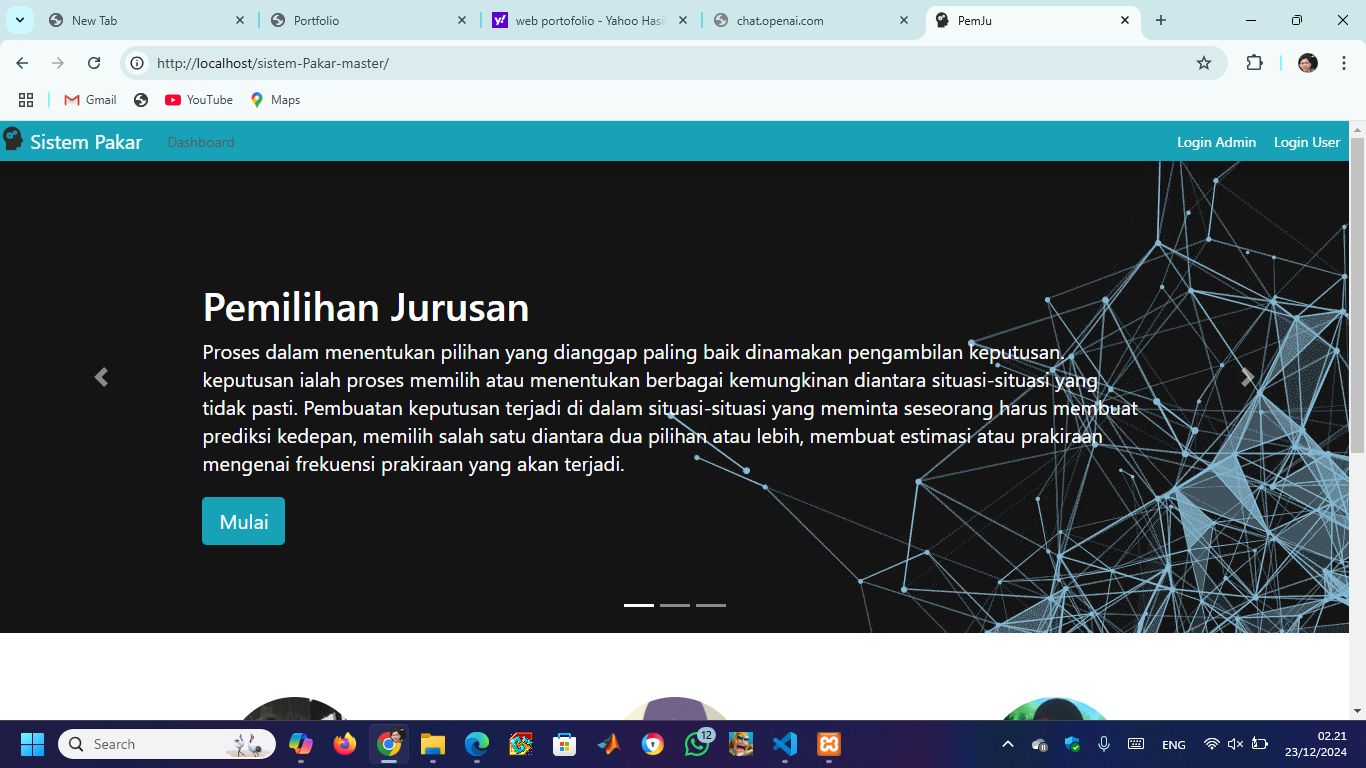 New Tab
Portfolio
web portofolio - Yahoo Hasil
chat.openai.com
PemJu
http://localhost/sistem-Pakar-master/
Gmail
YouTube
Maps
Sistem Pakar
Dashboard
Login Admin
Login User
Pemilihan Jurusan
Proses dalam menentukan pilihan yang dianggap paling baik dinamakan pengambilan keputusan.
keputusan ialah proses memilih atau menentukan berbagai kemungkinan diantara situasi-situasi yang
tidak pasti. Pembuatan keputusan terjadi di dalam situasi-situasi yang meminta seseorang harus membuat
prediksi kedepan, memilih salah satu diantara dua pilihan atau lebih, membuat estimasi atau prakiraan
mengenai frekuensi prakiraan yang akan terjadi.
Mulai
Search
12
ENG
02.21
23/12/2024